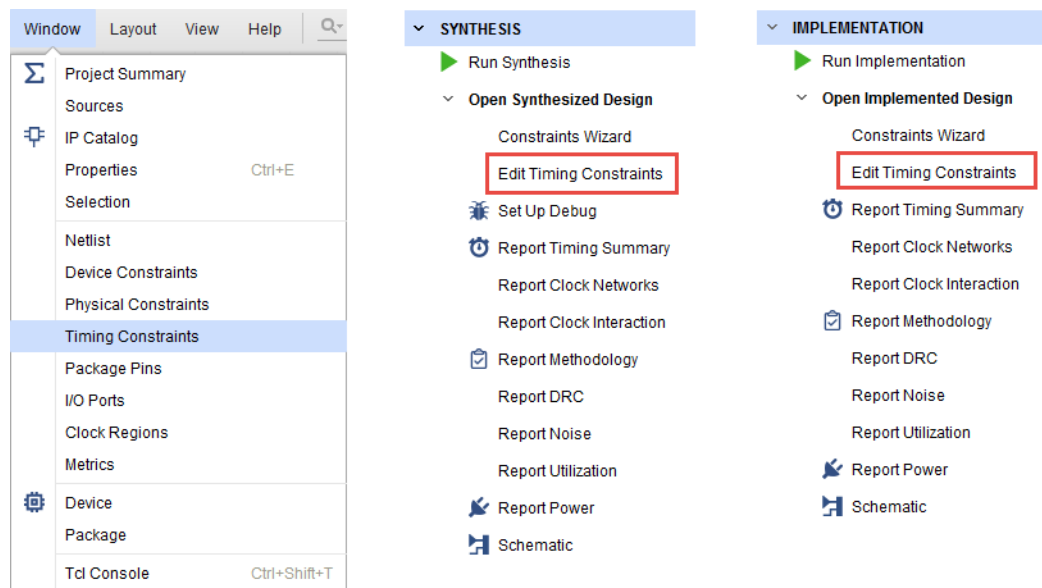 Window Layout View Help
Project Summary
Sources
IP Catalog
Properties Ctrl+E
Selection
Netlist
Device Constraints
Physical Constraints
Timing Constraints
Package Pins
I/O Ports
Clock Regions
Metrics
Device
Package
Tcl Console Ctrl+Shift+T
SYNTHESIS
Run Synthesis
Open Synthesized Design
Constraints Wizard
Edit Timing Constraints
Set Up Debug
Report Timing Summary
Report Clock Networks
Report Clock Interaction
Report Methodology
Report DRC
Report Noise
Report Utilization
Report Power
Schematic
IMPLEMENTATION
Run Implementation
Open Implemented Design
Constraints Wizard
Edit Timing Constraints
Report Timing Summary
Report Clock Networks
Report Clock Interaction
Report Methodology
Report DRC
Report Noise
Report Utilization
Report Power
Schematic